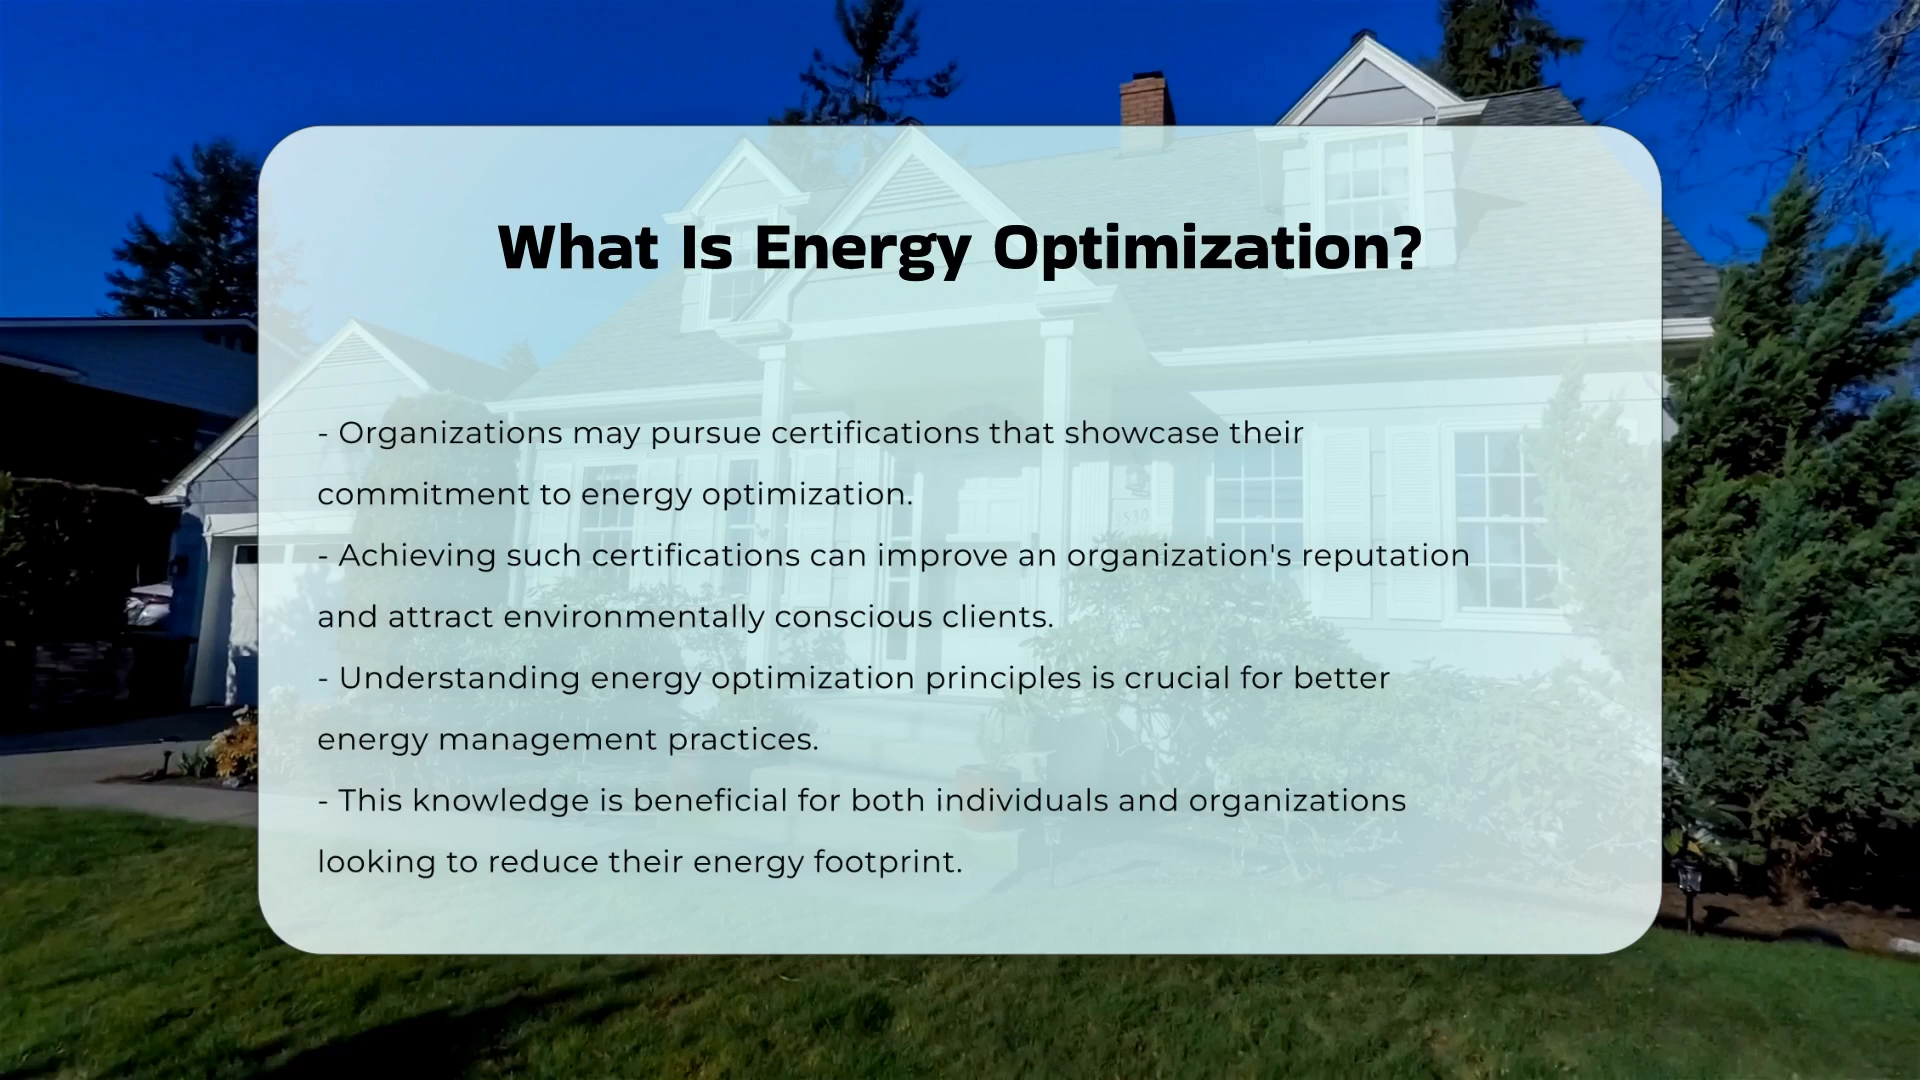 What Is Energy Optimization?
- Organizations may pursue certifications that showcase their
commitment to energy optimization.
- Achieving such certifications can improve an organization's reputation
and attract environmentally conscious clients.
- Understanding energy optimization principles is crucial for better
energy management practices.
- This knowledge is beneficial for both individuals and organizations
looking to reduce their energy footprint.